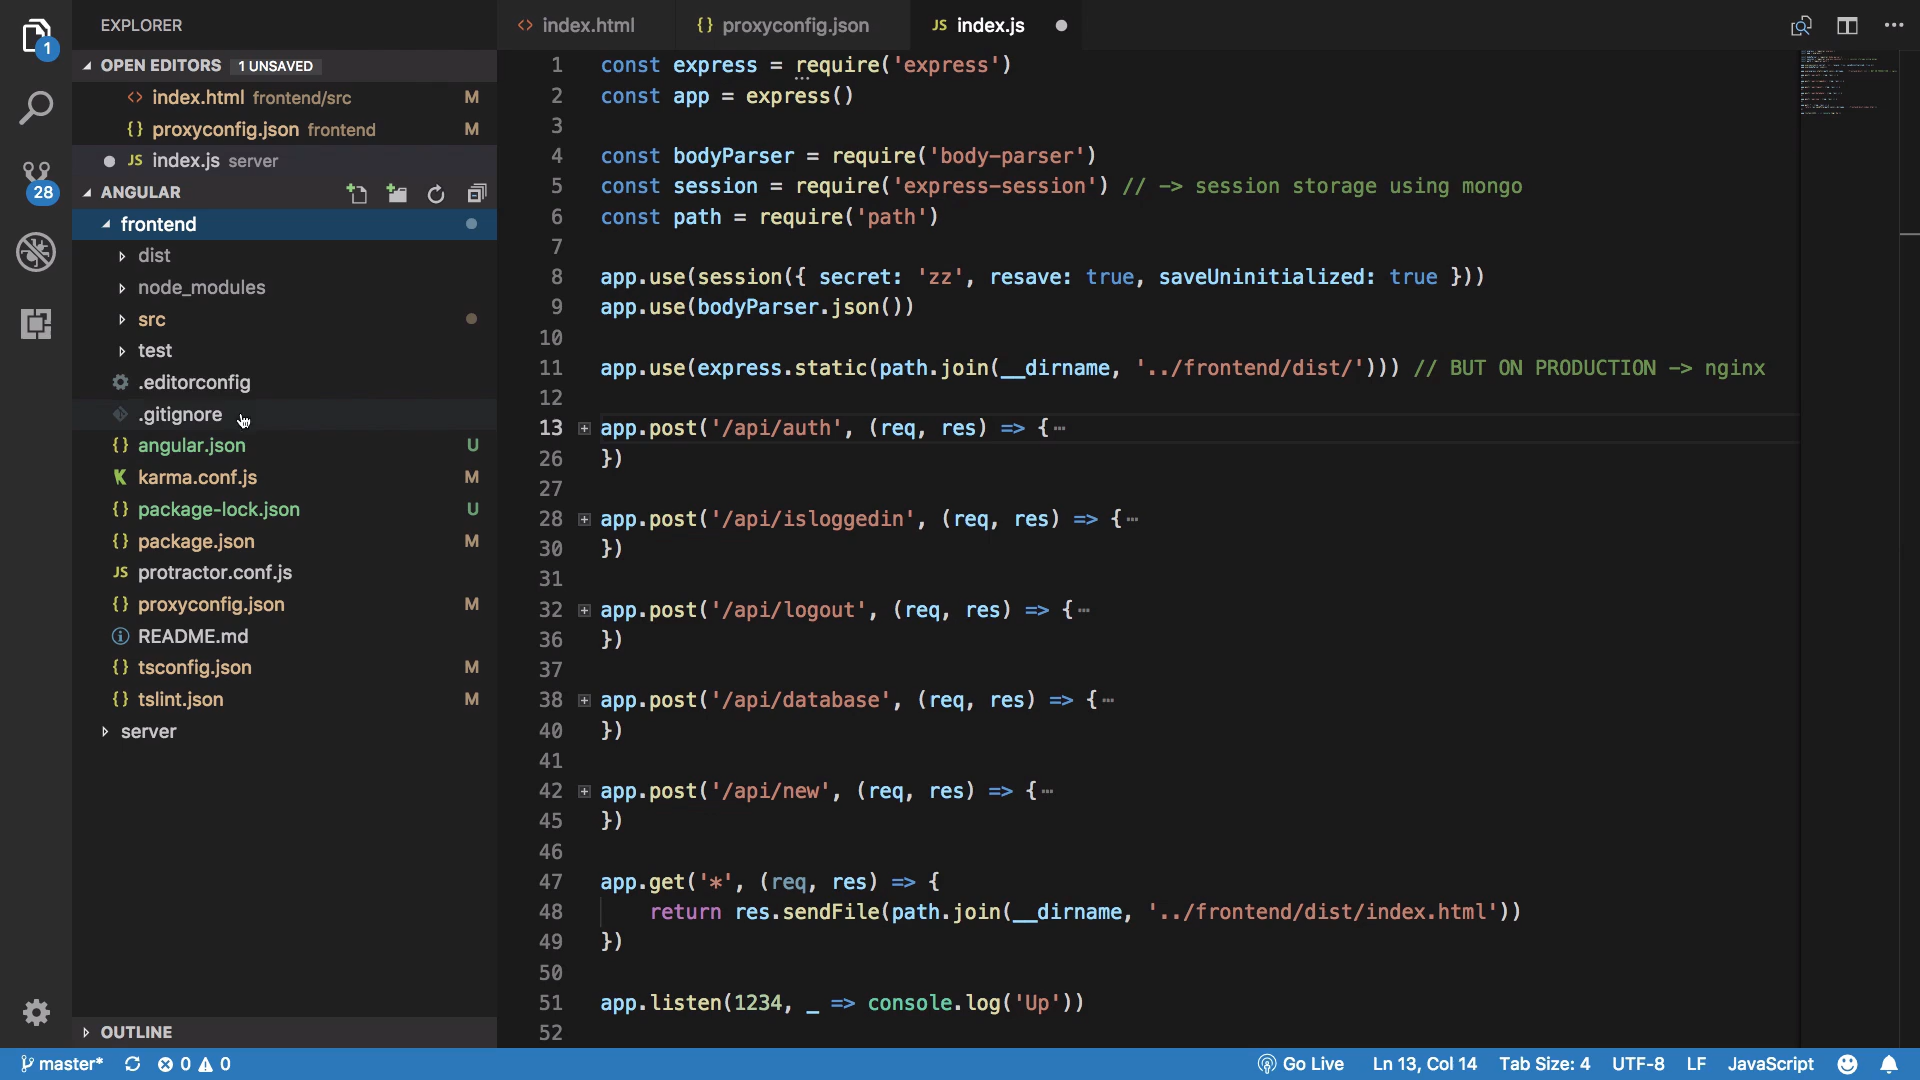 EXPLORER
OPEN EDITORS 1 UNSAVED
<> index.html frontend/src M
{} proxyconfig.json frontend M
● JS index.js server
ANGULAR
frontend
dist
node_modules
src
test
.editorconfig
.gitignore
{} angular.json U
K karma.conf.js M
{} package-lock.json U
{} package.json M
JS protractor.conf.js
{} proxyconfig.json M
README.md
{} tsconfig.json M
{} tslint.json M
server
OUTLINE
1
28
<> index.html {} proxyconfig.json JS index.js ●
1 const express = require('express')
2 const app = express()
3
4 const bodyParser = require('body-parser')
5 const session = require('express-session') // -> session storage using mongo
6 const path = require('path')
7
8 app.use(session({ secret: 'zz', resave: true, saveUninitialized: true }))
9 app.use(bodyParser.json())
10
11 app.use(express.static(path.join(__dirname, '../frontend/dist/'))) // BUT ON PRODUCTION -> nginx
12
13 app.post('/api/auth', (req, res) => {⋯
26 })
27
28 app.post('/api/isloggedin', (req, res) => {⋯
30 })
31
32 app.post('/api/logout', (req, res) => {⋯
36 })
37
38 app.post('/api/database', (req, res) => {⋯
40 })
41
42 app.post('/api/new', (req, res) => {⋯
45 })
46
47 app.get('*', (req, res) => {
48 return res.sendFile(path.join(__dirname, '../frontend/dist/index.html'))
49 })
50
51 app.listen(1234, _ => console.log('Up'))
52
master* 0 0 Go Live Ln 13, Col 14 Tab Size: 4 UTF-8 LF JavaScript